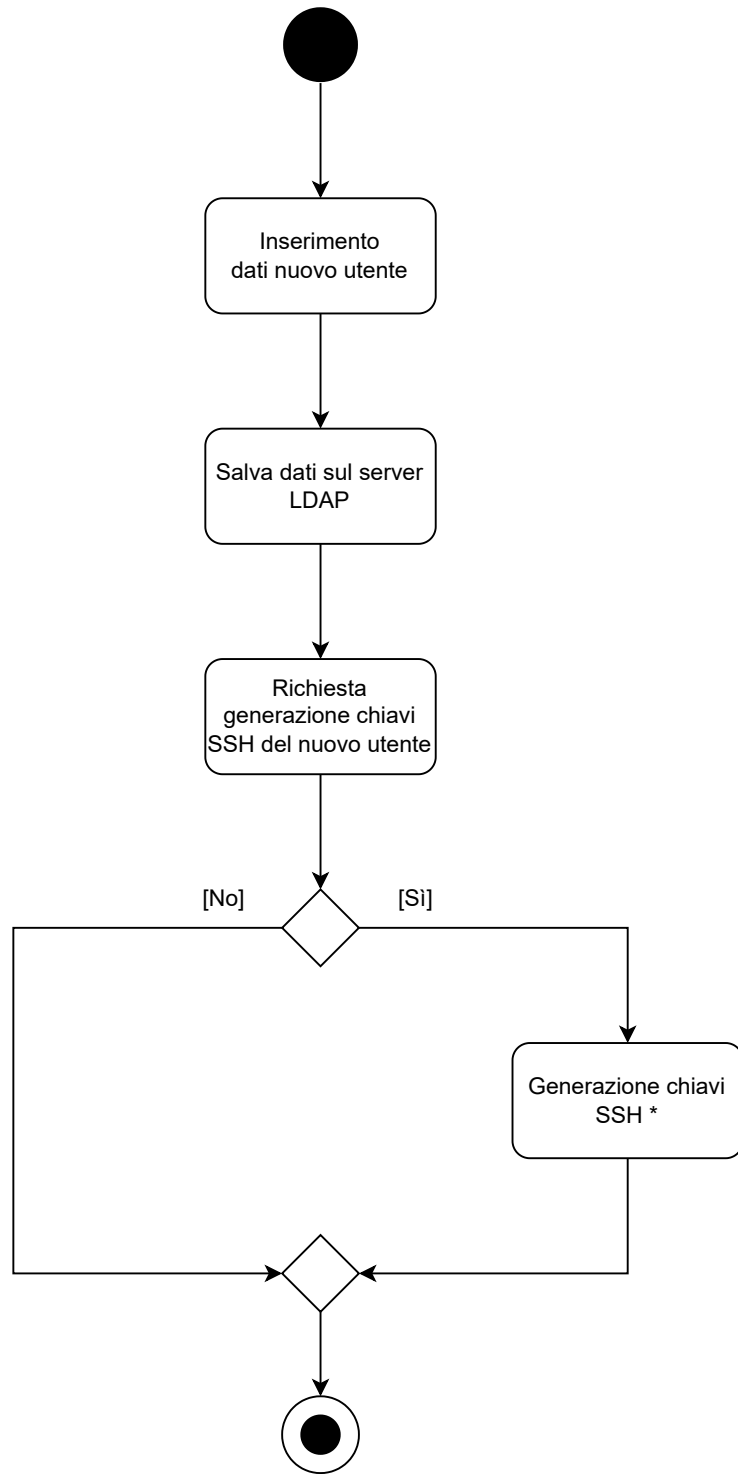 Inserimento
dati nuovo utente
Salva dati sul server
LDAP
Richiesta
generazione chiavi
SSH del nuovo utente
[No]
[Sì]
Generazione chiavi
SSH *